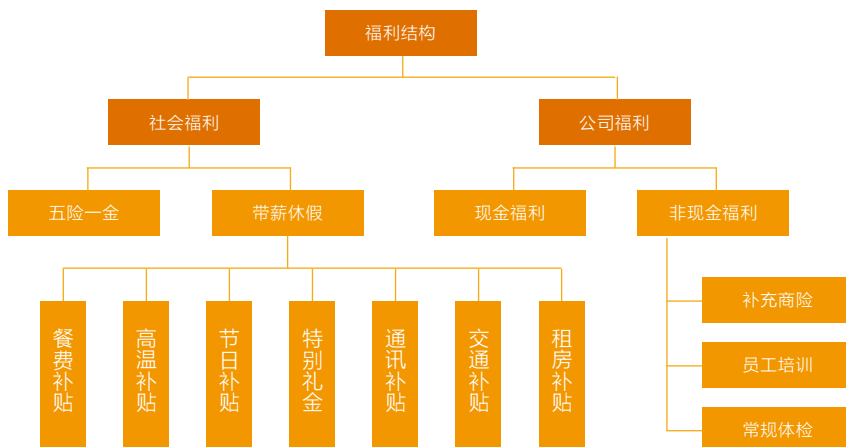 福利结构
社会福利
公司福利
五险一金
带薪休假
现金福利
非现金福利
餐费补贴
高温补贴
节日补贴
特别礼金
通讯补贴
交通补贴
租房补贴
补充商险
员工培训
常规体检